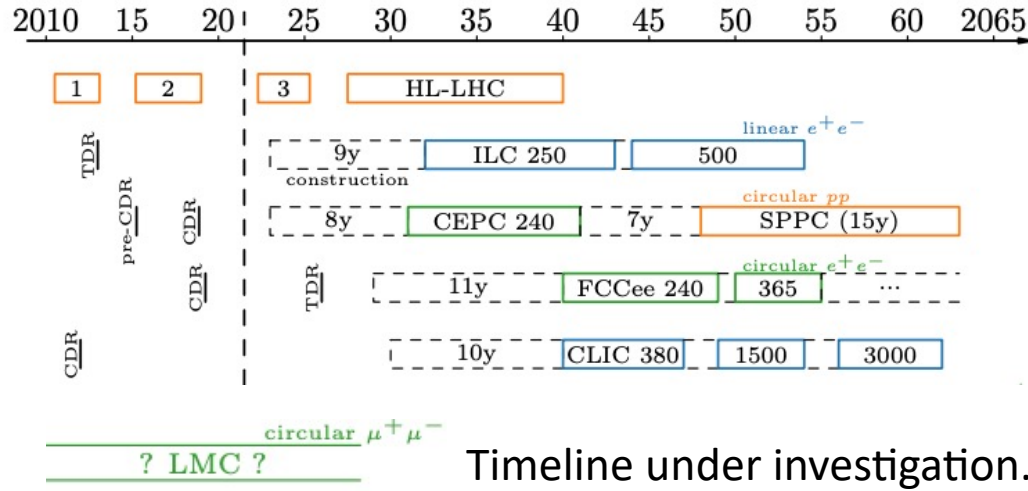 2010 15 20 25 30 35 40 45 50 55 60 2065
1 2 3 HL-LHC
linear e⁺e⁻
TDR 9y ILC 250 500
construction
circular pp
pre-CDR CDR 8y CEPC 240 7y SPPC (15y)
circular e⁺e⁻
CDR TDR 11y FCCee 240 365 ...
CDR 10y CLIC 380 1500 3000
circular μ⁺μ⁻
? LMC ?
Timeline under investigation.